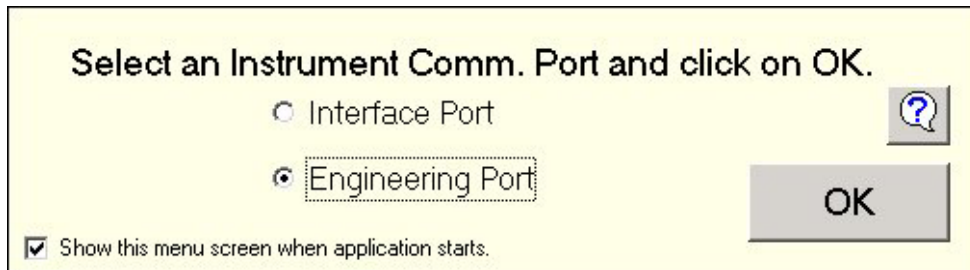 Select an Instrument Comm. Port and click on OK.
Interface Port
?
Engineering Port
OK
Show this menu screen when application starts.